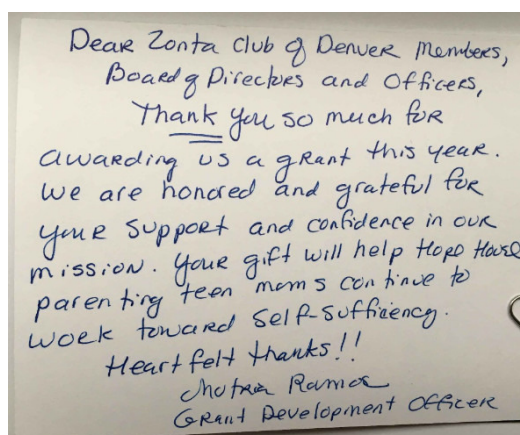 Dear Zonta Club of Denver Members,
Board of Directors and Officers,
Thank you so much for
awarding us a grant this year.
We are honored and grateful for
your support and confidence in our
mission. Your gift will help Hope House
parenting teen moms continue to
work toward self-sufficiency.
Heartfelt thanks!!
Ramos
Grant Development Officer